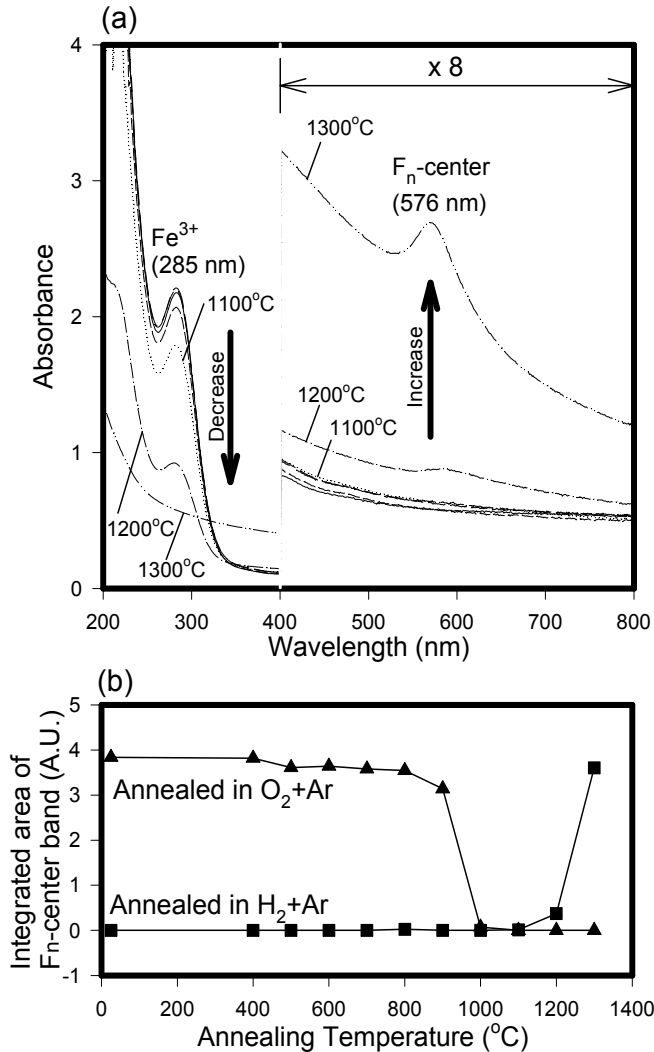 (a)
4
3
2
1
0
Absorbance
x 8
1300°C
Fₙ-center
(576 nm)
Fe³⁺
(285 nm)
1100°C
Decrease
Increase
1200°C
1100°C
1200°C
1300°C
200 300 400 500 600 700 800
Wavelength (nm)
(b)
5
4
3
2
1
0
-1
Integrated area of
Fn-center band (A.U.)
Annealed in O₂+Ar
Annealed in H₂+Ar
0 200 400 600 800 1000 1200 1400
Annealing Temperature (°C)